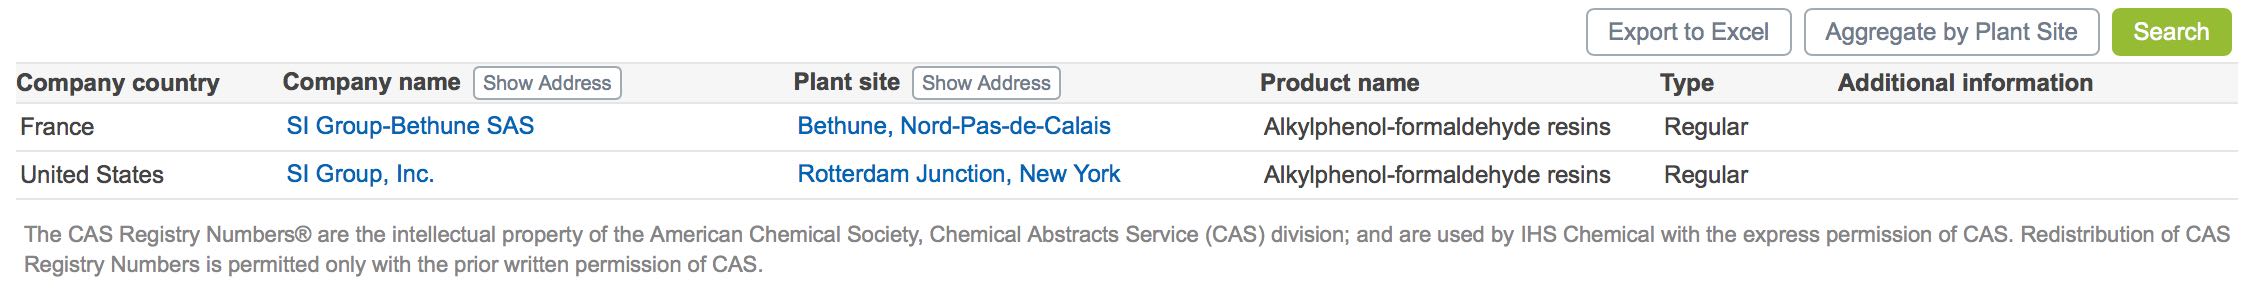 Export to Excel Aggregate by Plant Site Search
Company country Company name Show Address Plant site Show Address Product name Type Additional information
France SI Group-Bethune SAS Bethune, Nord-Pas-de-Calais Alkylphenol-formaldehyde resins Regular
United States SI Group, Inc. Rotterdam Junction, New York Alkylphenol-formaldehyde resins Regular
The CAS Registry Numbers® are the intellectual property of the American Chemical Society, Chemical Abstracts Service (CAS) division; and are used by IHS Chemical with the express permission of CAS. Redistribution of CAS
Registry Numbers is permitted only with the prior written permission of CAS.